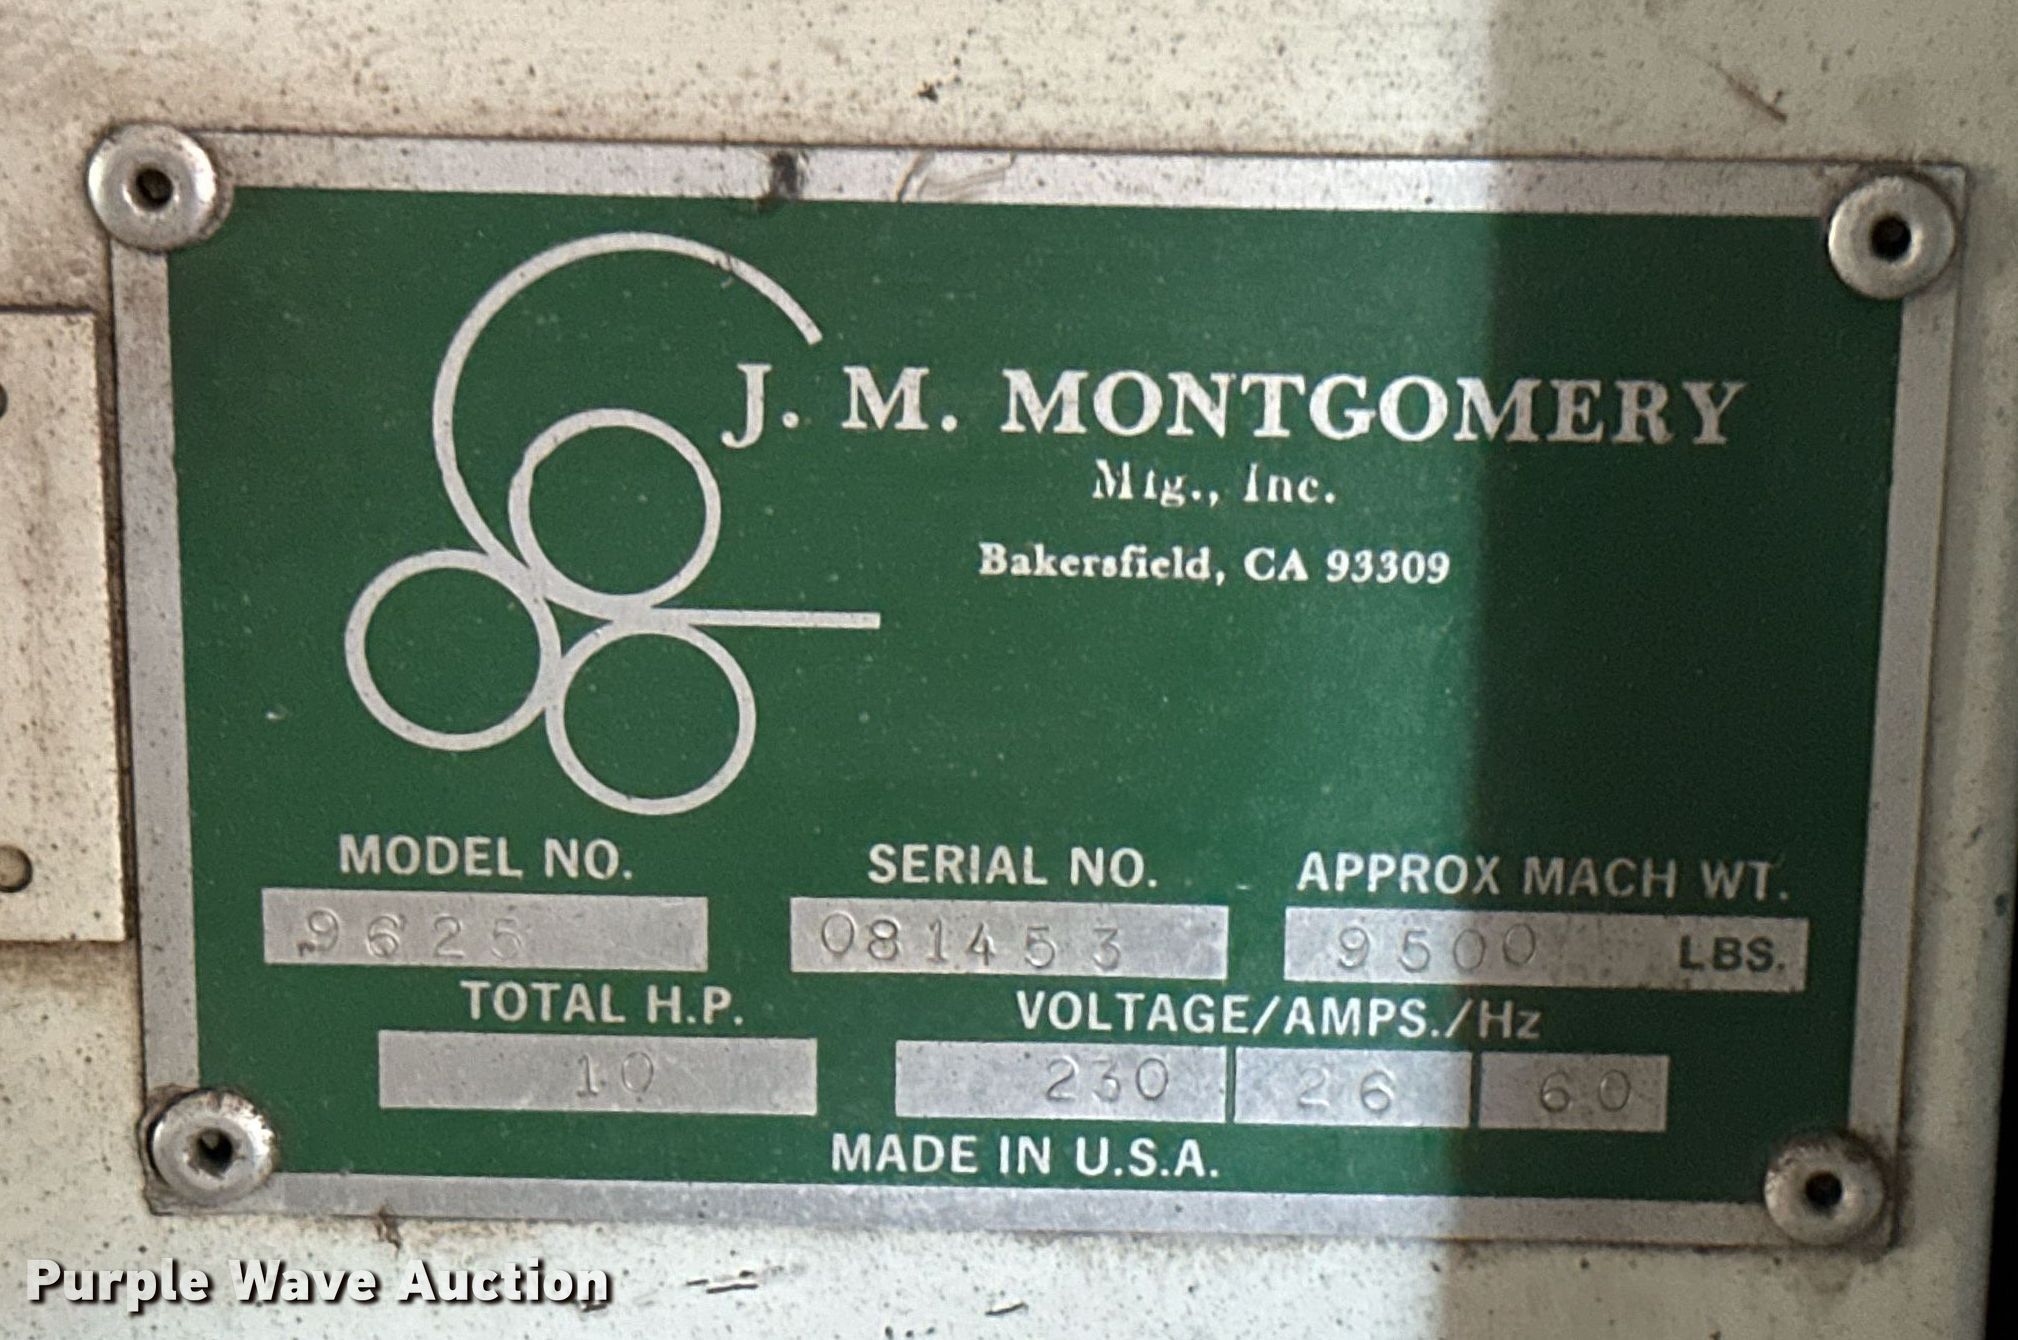 J. M. MONTGOMERY
Mfg., Inc.
Bakersfield, CA 93309
MODEL NO. SERIAL NO. APPROX MACH WT.
9625 081453 9500 LBS.
TOTAL H.P. VOLTAGE/AMPS./Hz
10 230 26 60
MADE IN U.S.A.
Purple Wave Auction